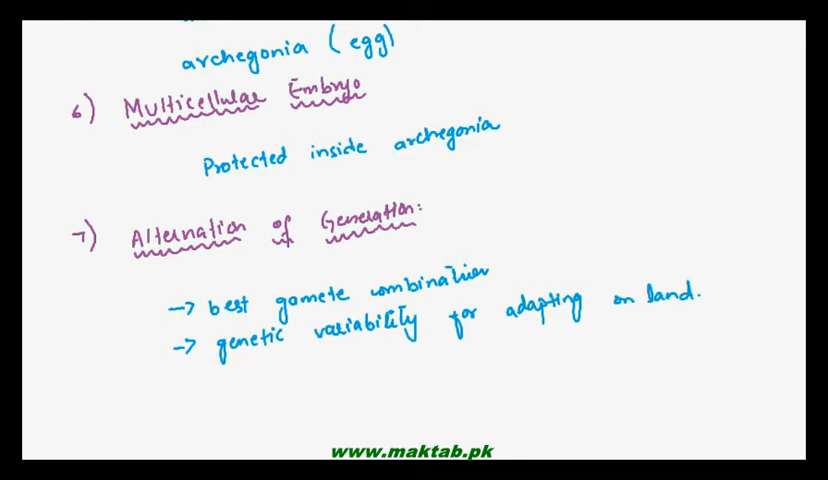 archegonia (egg)
6) Multicellular Embryo
Protected inside archegonia
7) Alternation of Generation:
→ best gamete combination
→ genetic variability for adapting on land.
www.maktab.pk